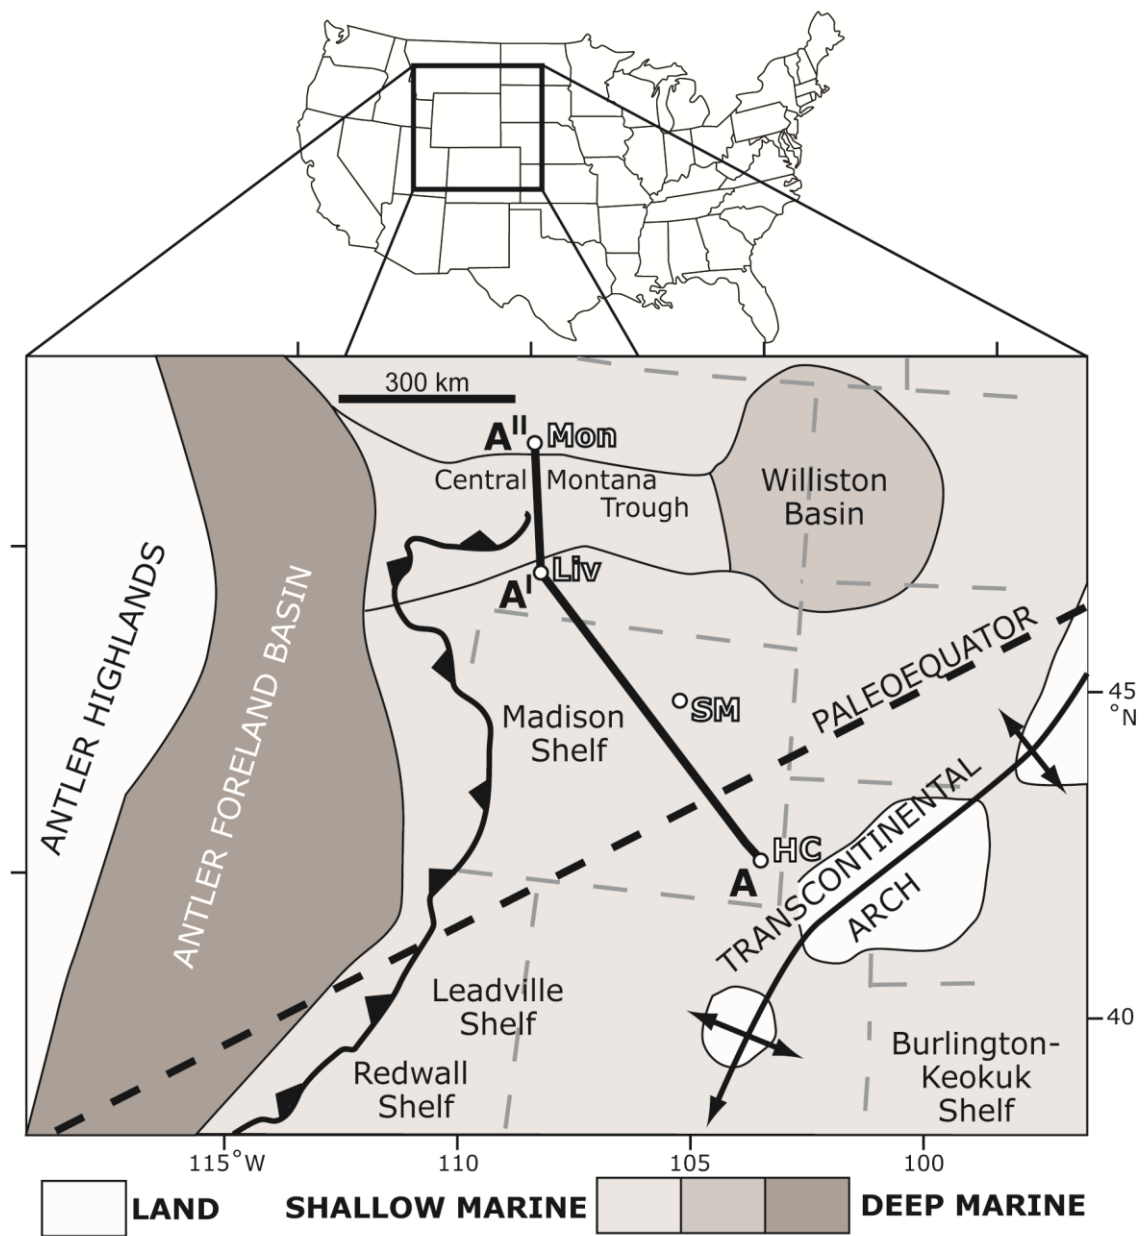 300 km
A^II Mon
Central Montana
Trough
Williston
Basin
A^I Liv
ANTLER HIGHLANDS
ANTLER FORELAND BASIN
Madison
Shelf
SM
PALEOEQUATOR
45
°N
HC
A
TRANSCONTINENTAL
ARCH
Leadville
Shelf
Redwall
Shelf
Burlington-
Keokuk
Shelf
40
115°W 110 105 100
LAND SHALLOW MARINE DEEP MARINE